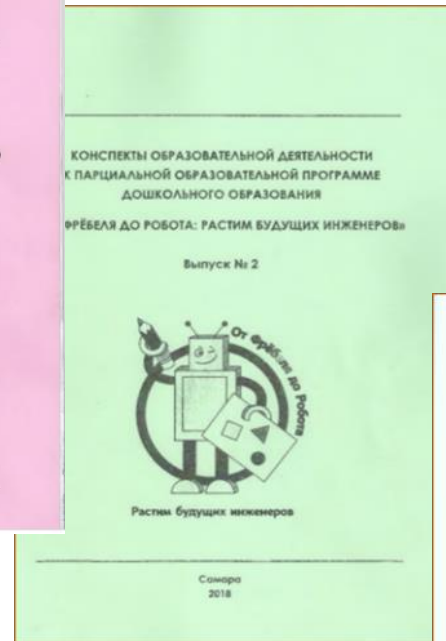 КОНСПЕКТЫ ОБРАЗОВАТЕЛЬНОЙ ДЕЯТЕЛЬНОСТИ
К ПАРЦИАЛЬНОЙ ОБРАЗОВАТЕЛЬНОЙ ПРОГРАММЕ
ДОШКОЛЬНОГО ОБРАЗОВАНИЯ
ФРЁБЕЛЯ ДО РОБОТА: РАСТИМ БУДУЩИХ ИНЖЕНЕРОВ»
Выпуск № 2
От Фрёбеля до Робота
Растим будущих инженеров
Самара
2018